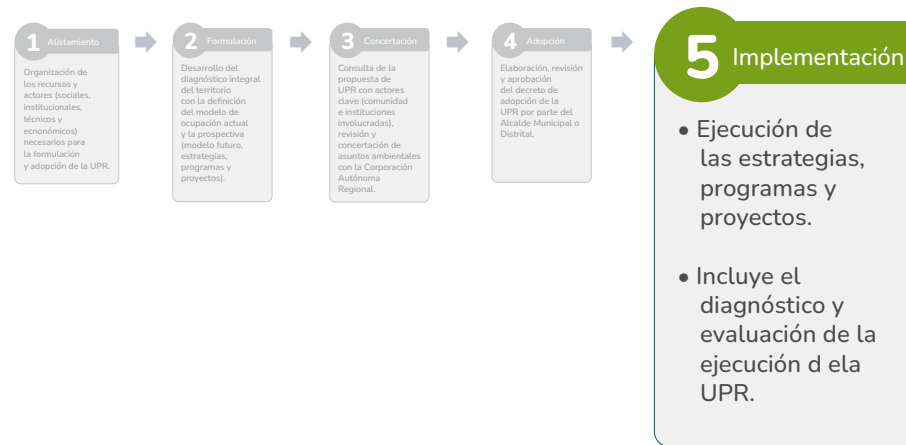 1 Alistamiento
Organización de
los recursos y
actores (sociales,
institucionales,
técnicos y
ecnonómicos)
necesarios para
la formulación
y adopción de la UPR.
2 Formulación
Desarrollo del
diagnóstico integral
del territorio
con la definición
del modelo de
ocupación actual
y la prospectiva
(modelo futuro,
estrategias,
programas y
proyectos).
3 Concertación
Consulta de la
propuesta de
UPR con actores
clave (comunidad
e instituciones
involucradas),
revisión y
concertación de
asuntos ambientales
con la Corporación
Autónoma
Regional.
4 Adopción
Elaboración, revisión
y aprobación
del decreto de
adopción de la
UPR por parte del
Alcalde Municipal o
Distrital.
5 Implementación
• Ejecución de
las estrategias,
programas y
proyectos.
• Incluye el
diagnóstico y
evaluación de la
ejecución d ela
UPR.